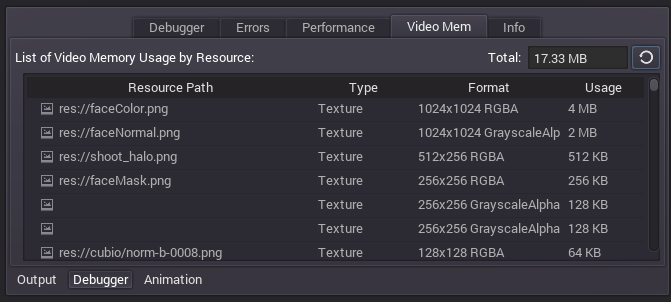 Debugger Errors Performance Video Mem Info
List of Video Memory Usage by Resource: Total: 17.33 MB
Resource Path Type Format Usage
res://faceColor.png Texture 1024x1024 RGBA 4 MB
res://faceNormal.png Texture 1024x1024 GrayscaleAlp 2 MB
res://shoot_halo.png Texture 512x256 RGBA 512 KB
res://faceMask.png Texture 256x256 RGBA 256 KB
Texture 256x256 GrayscaleAlpha 128 KB
Texture 256x256 GrayscaleAlpha 128 KB
res://cubio/norm-b-0008.png Texture 128x128 RGBA 64 KB
Output Debugger Animation